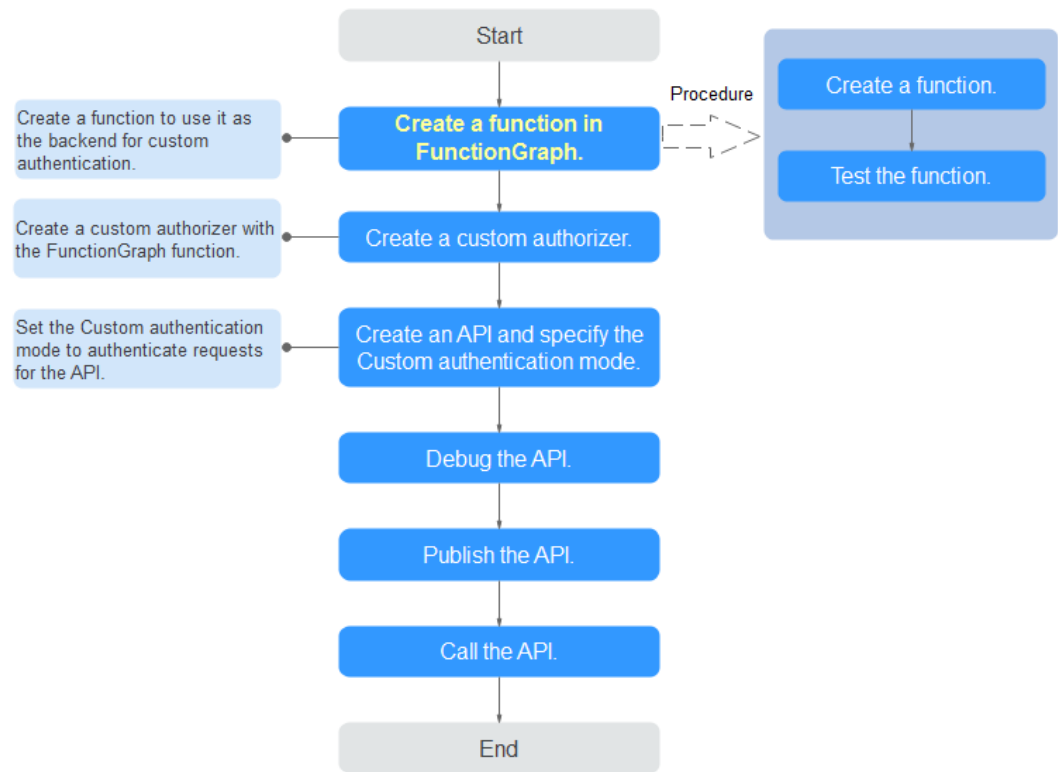 Start
Create a function to use it as
the backend for custom
authentication.
Create a function in
FunctionGraph.
Procedure
Create a function.
Test the function.
Create a custom authorizer with
the FunctionGraph function.
Create a custom authorizer.
Set the Custom authentication
mode to authenticate requests
for the API.
Create an API and specify the
Custom authentication mode.
Debug the API.
Publish the API.
Call the API.
End